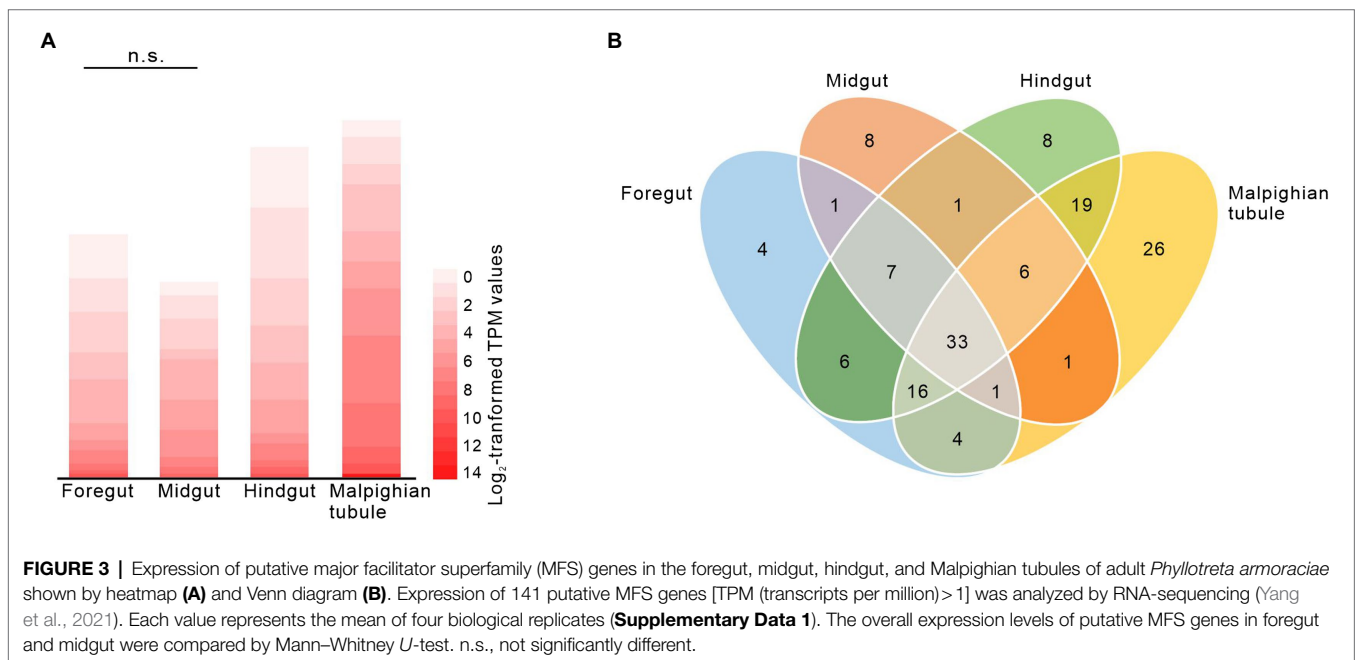 A
n.s.
Foregut
Midgut
Hindgut
Malpighian
tubule
0
2
4
6
8
10
12
14
Log2-tranformed TPM values
B
Midgut
Hindgut
Foregut
Malpighian
tubule
8
8
1
1
19
4
7
6
26
33
6
16
1
1
4
FIGURE 3 | Expression of putative major facilitator superfamily (MFS) genes in the foregut, midgut, hindgut, and Malpighian tubules of adult Phyllotreta armoraciae
shown by heatmap (A) and Venn diagram (B). Expression of 141 putative MFS genes [TPM (transcripts per million)>1] was analyzed by RNA-sequencing (Yang
et al., 2021). Each value represents the mean of four biological replicates (Supplementary Data 1). The overall expression levels of putative MFS genes in foregut
and midgut were compared by Mann–Whitney U-test. n.s., not significantly different.